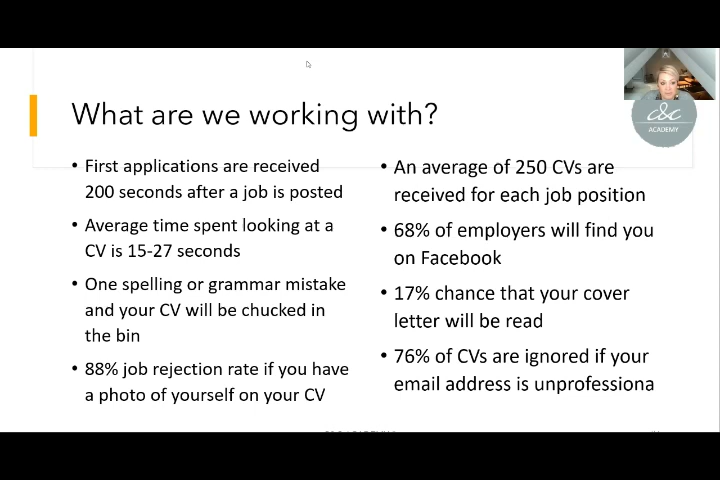 What are we working with?
c&c
ACADEMY
• First applications are received
200 seconds after a job is posted
• Average time spent looking at a
CV is 15-27 seconds
• One spelling or grammar mistake
and your CV will be chucked in
the bin
• 88% job rejection rate if you have
a photo of yourself on your CV
• An average of 250 CVs are
received for each job position
• 68% of employers will find you
on Facebook
• 17% chance that your cover
letter will be read
• 76% of CVs are ignored if your
email address is unprofessiona